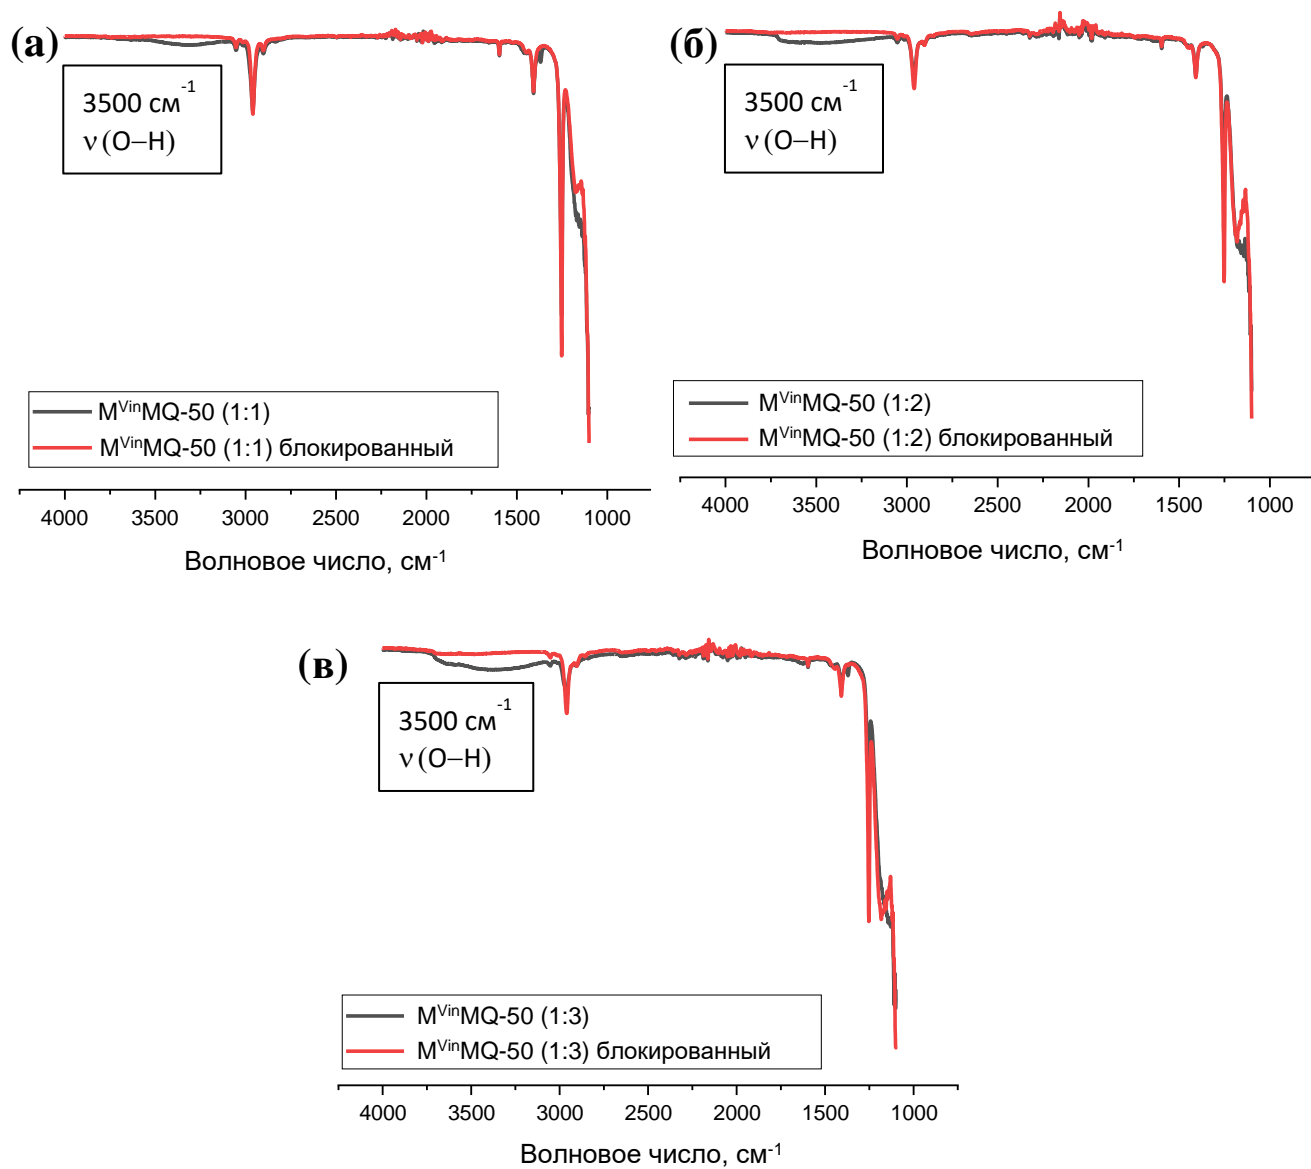 (а)
3500 см⁻¹
ν (O–H)
MᵛⁱⁿMQ-50 (1:1)
MᵛⁱⁿMQ-50 (1:1) блокированный
4000 3500 3000 2500 2000 1500 1000
Волновое число, см⁻¹
(б)
3500 см⁻¹
ν (O–H)
MᵛⁱⁿMQ-50 (1:2)
MᵛⁱⁿMQ-50 (1:2) блокированный
4000 3500 3000 2500 2000 1500 1000
Волновое число, см⁻¹
(в)
3500 см⁻¹
ν (O–H)
MᵛⁱⁿMQ-50 (1:3)
MᵛⁱⁿMQ-50 (1:3) блокированный
4000 3500 3000 2500 2000 1500 1000
Волновое число, см⁻¹